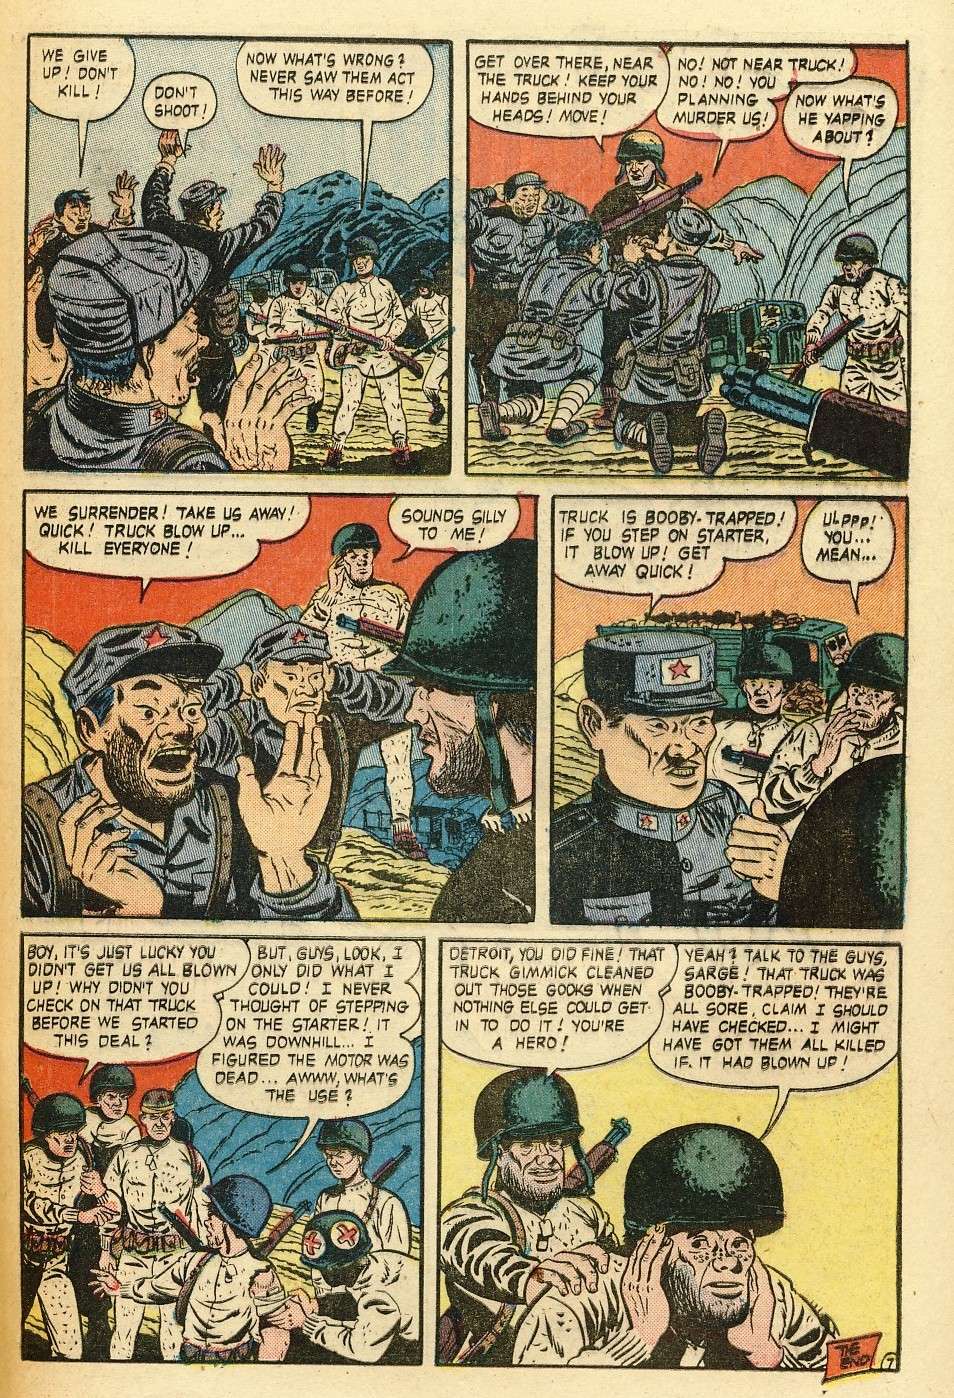 WE GIVE
UP! DON'T
KILL!
DON'T
SHOOT!
NOW WHAT'S WRONG?
NEVER SAW THEM ACT
THIS WAY BEFORE!
GET OVER THERE, NEAR
THE TRUCK! KEEP YOUR
HANDS BEHIND YOUR
HEADS! MOVE!
NO! NOT NEAR TRUCK!
NO! NO! YOU
PLANNING
MURDER US!
NOW WHAT'S
HE YAPPING
ABOUT?
WE SURRENDER! TAKE US AWAY!
QUICK! TRUCK BLOW UP...
KILL EVERYONE!
SOUNDS SILLY
TO ME!
TRUCK IS BOOBY-TRAPPED!
IF YOU STEP ON STARTER,
IT BLOW UP! GET
AWAY QUICK!
ULPPP!
YOU...
MEAN...
BOY, IT'S JUST LUCKY YOU
DIDN'T GET US ALL BLOWN
UP! WHY DIDN'T YOU
CHECK ON THAT TRUCK
BEFORE WE STARTED
THIS DEAL?
BUT, GUYS, LOOK, I
ONLY DID WHAT I
COULD! I NEVER
THOUGHT OF STEPPING
ON THE STARTER! IT
WAS DOWNHILL... I
FIGURED THE MOTOR WAS
DEAD... AWWW, WHAT'S
THE USE?
DETROIT, YOU DID FINE! THAT
TRUCK GIMMICK CLEANED
OUT THOSE GOOKS WHEN
NOTHING ELSE COULD GET
IN TO DO IT! YOU'RE
A HERO!
YEAH? TALK TO THE GUYS,
SARGE! THAT TRUCK WAS
BOOBY-TRAPPED! THEY'RE
ALL SORE, CLAIM I SHOULD
HAVE CHECKED... I MIGHT
HAVE GOT THEM ALL KILLED
IF IT HAD BLOWN UP!
THE
END
7